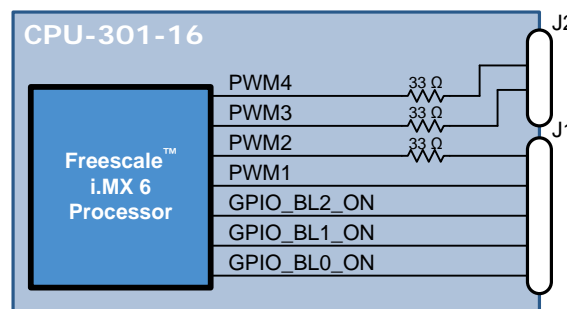 CPU-301-16
J2
PWM4
33 Ω
PWM3
33 Ω
PWM2
33 Ω
J1
Freescale™
i.MX 6
Processor
PWM1
GPIO_BL2_ON
GPIO_BL1_ON
GPIO_BL0_ON